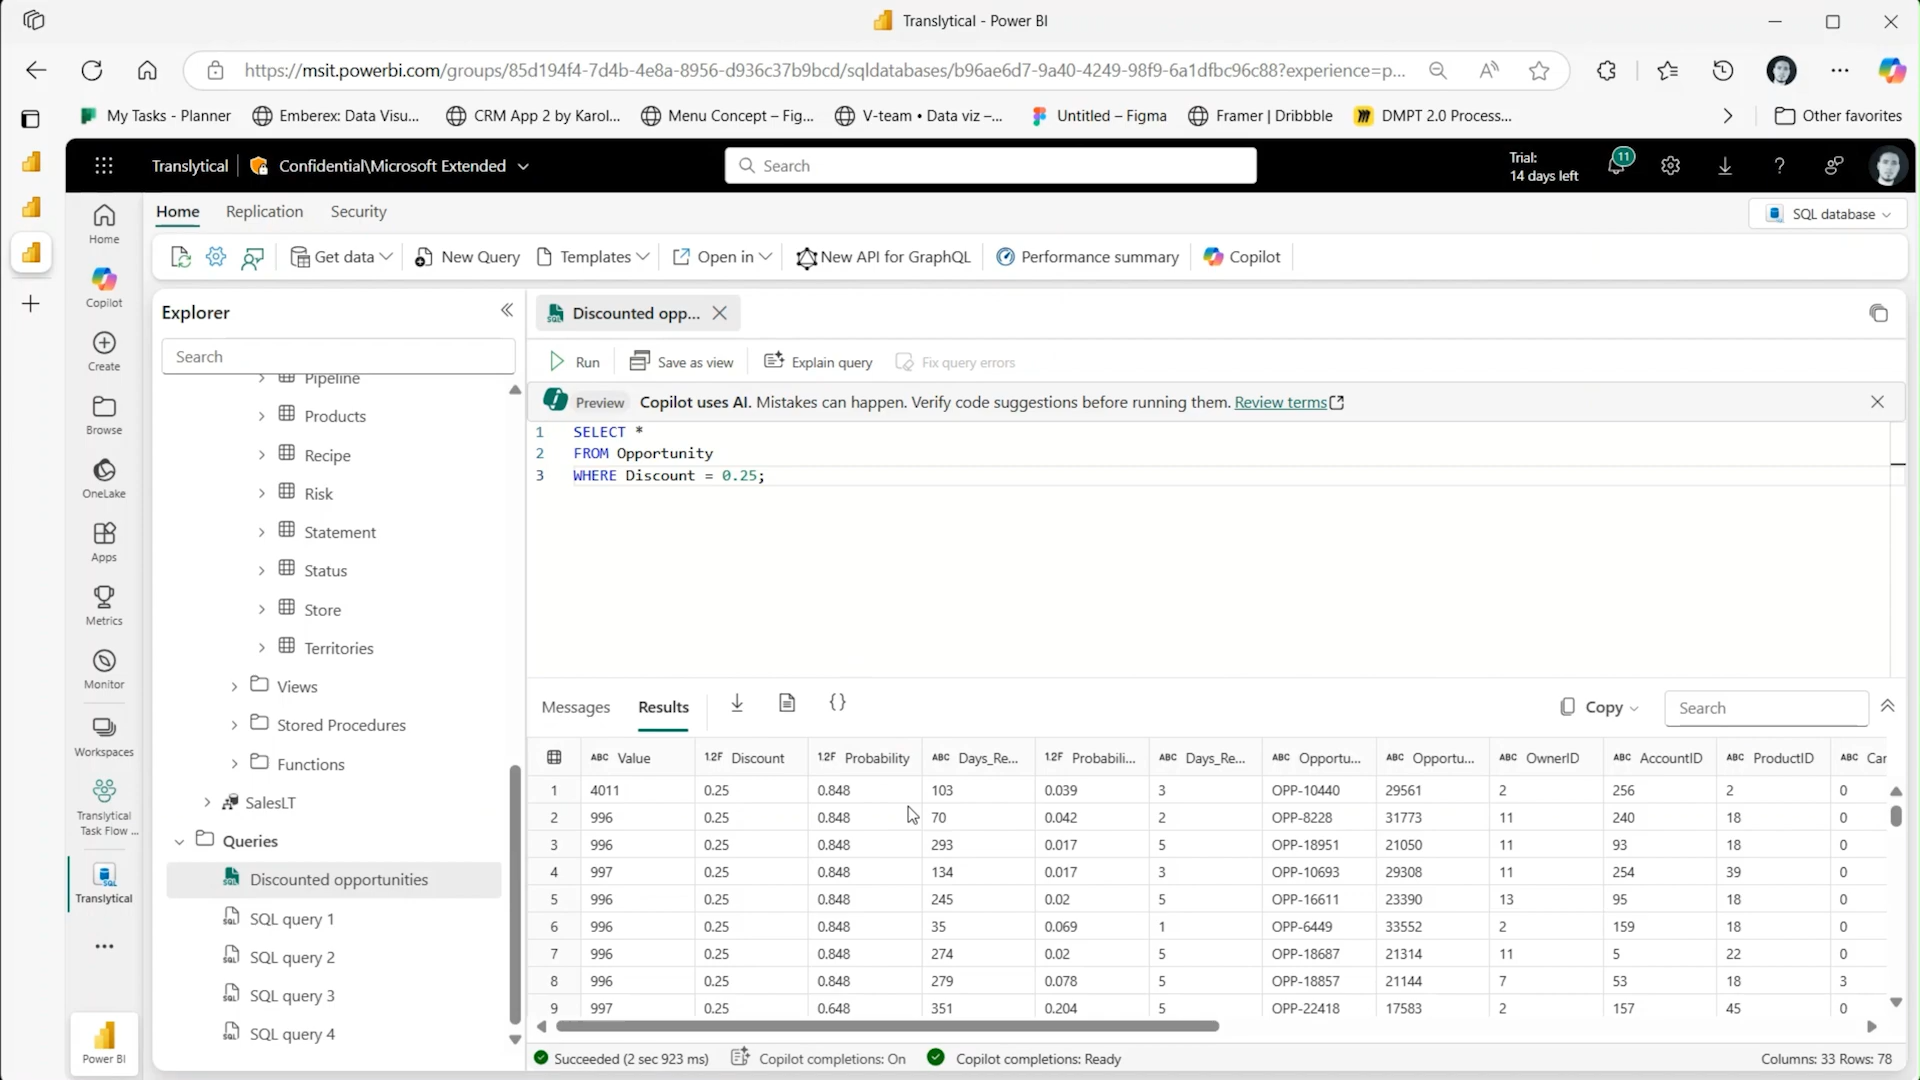 Translytical - Power BI
https://msit.powerbi.com/groups/85d194f4-7d4b-4e8a-8956-d936c37b9bcd/sqldatabases/b96ae6d7-9a40-4249-98f9-6a1dfbc96c88?experience=p...
My Tasks - Planner
Emberex: Data Visu...
CRM App 2 by Karol...
Menu Concept – Fig...
V-team • Data viz –...
Untitled – Figma
Framer | Dribbble
DMPT 2.0 Process...
Other favorites
Translytical
Confidential\Microsoft Extended
Search
Trial:
14 days left
11
Home
Replication
Security
SQL database
Get data
New Query
Templates
Open in
New API for GraphQL
Performance summary
Copilot
Home
Copilot
Create
Browse
OneLake
Apps
Metrics
Monitor
Workspaces
Translytical
Task Flow ...
Translytical
Power BI
Explorer
Search
Pipeline
Products
Recipe
Risk
Statement
Status
Store
Territories
Views
Stored Procedures
Functions
SalesLT
Queries
Discounted opportunities
SQL query 1
SQL query 2
SQL query 3
SQL query 4
Discounted opp...
Run
Save as view
Explain query
Fix query errors
Preview Copilot uses AI. Mistakes can happen. Verify code suggestions before running them. Review terms
1 SELECT *
2 FROM Opportunity
3 WHERE Discount = 0.25;
Messages
Results
{}
Copy
Search
ABC Value 12F Discount 12F Probability ABC Days_Re... 12F Probabili... ABC Days_Re... ABC Opportu... ABC Opportu... ABC OwnerID ABC AccountID ABC ProductID ABC Car
1 4011 0.25 0.848 103 0.039 3 OPP-10440 29561 2 256 2 0
2 996 0.25 0.848 70 0.042 2 OPP-8228 31773 11 240 18 0
3 996 0.25 0.848 293 0.017 5 OPP-18951 21050 11 93 18 0
4 997 0.25 0.848 134 0.017 3 OPP-10693 29308 11 254 39 0
5 996 0.25 0.848 245 0.02 5 OPP-16611 23390 13 95 18 0
6 996 0.25 0.848 35 0.069 1 OPP-6449 33552 2 159 18 0
7 996 0.25 0.848 274 0.02 5 OPP-18687 21314 11 5 22 0
8 996 0.25 0.848 279 0.078 5 OPP-18857 21144 7 53 18 3
9 997 0.25 0.648 351 0.204 5 OPP-22418 17583 2 157 45 0
Succeeded (2 sec 923 ms)
Copilot completions: On
Copilot completions: Ready
Columns: 33 Rows: 78